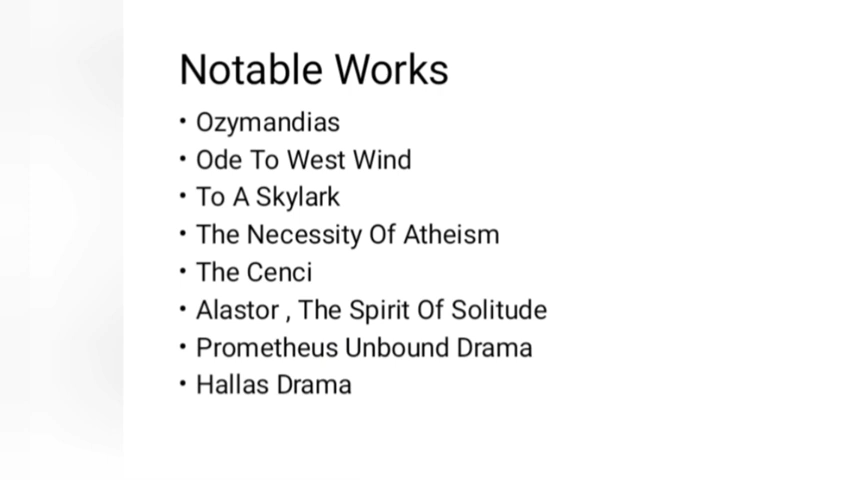 Notable Works
• Ozymandias
• Ode To West Wind
• To A Skylark
• The Necessity Of Atheism
• The Cenci
• Alastor , The Spirit Of Solitude
• Prometheus Unbound Drama
• Hallas Drama